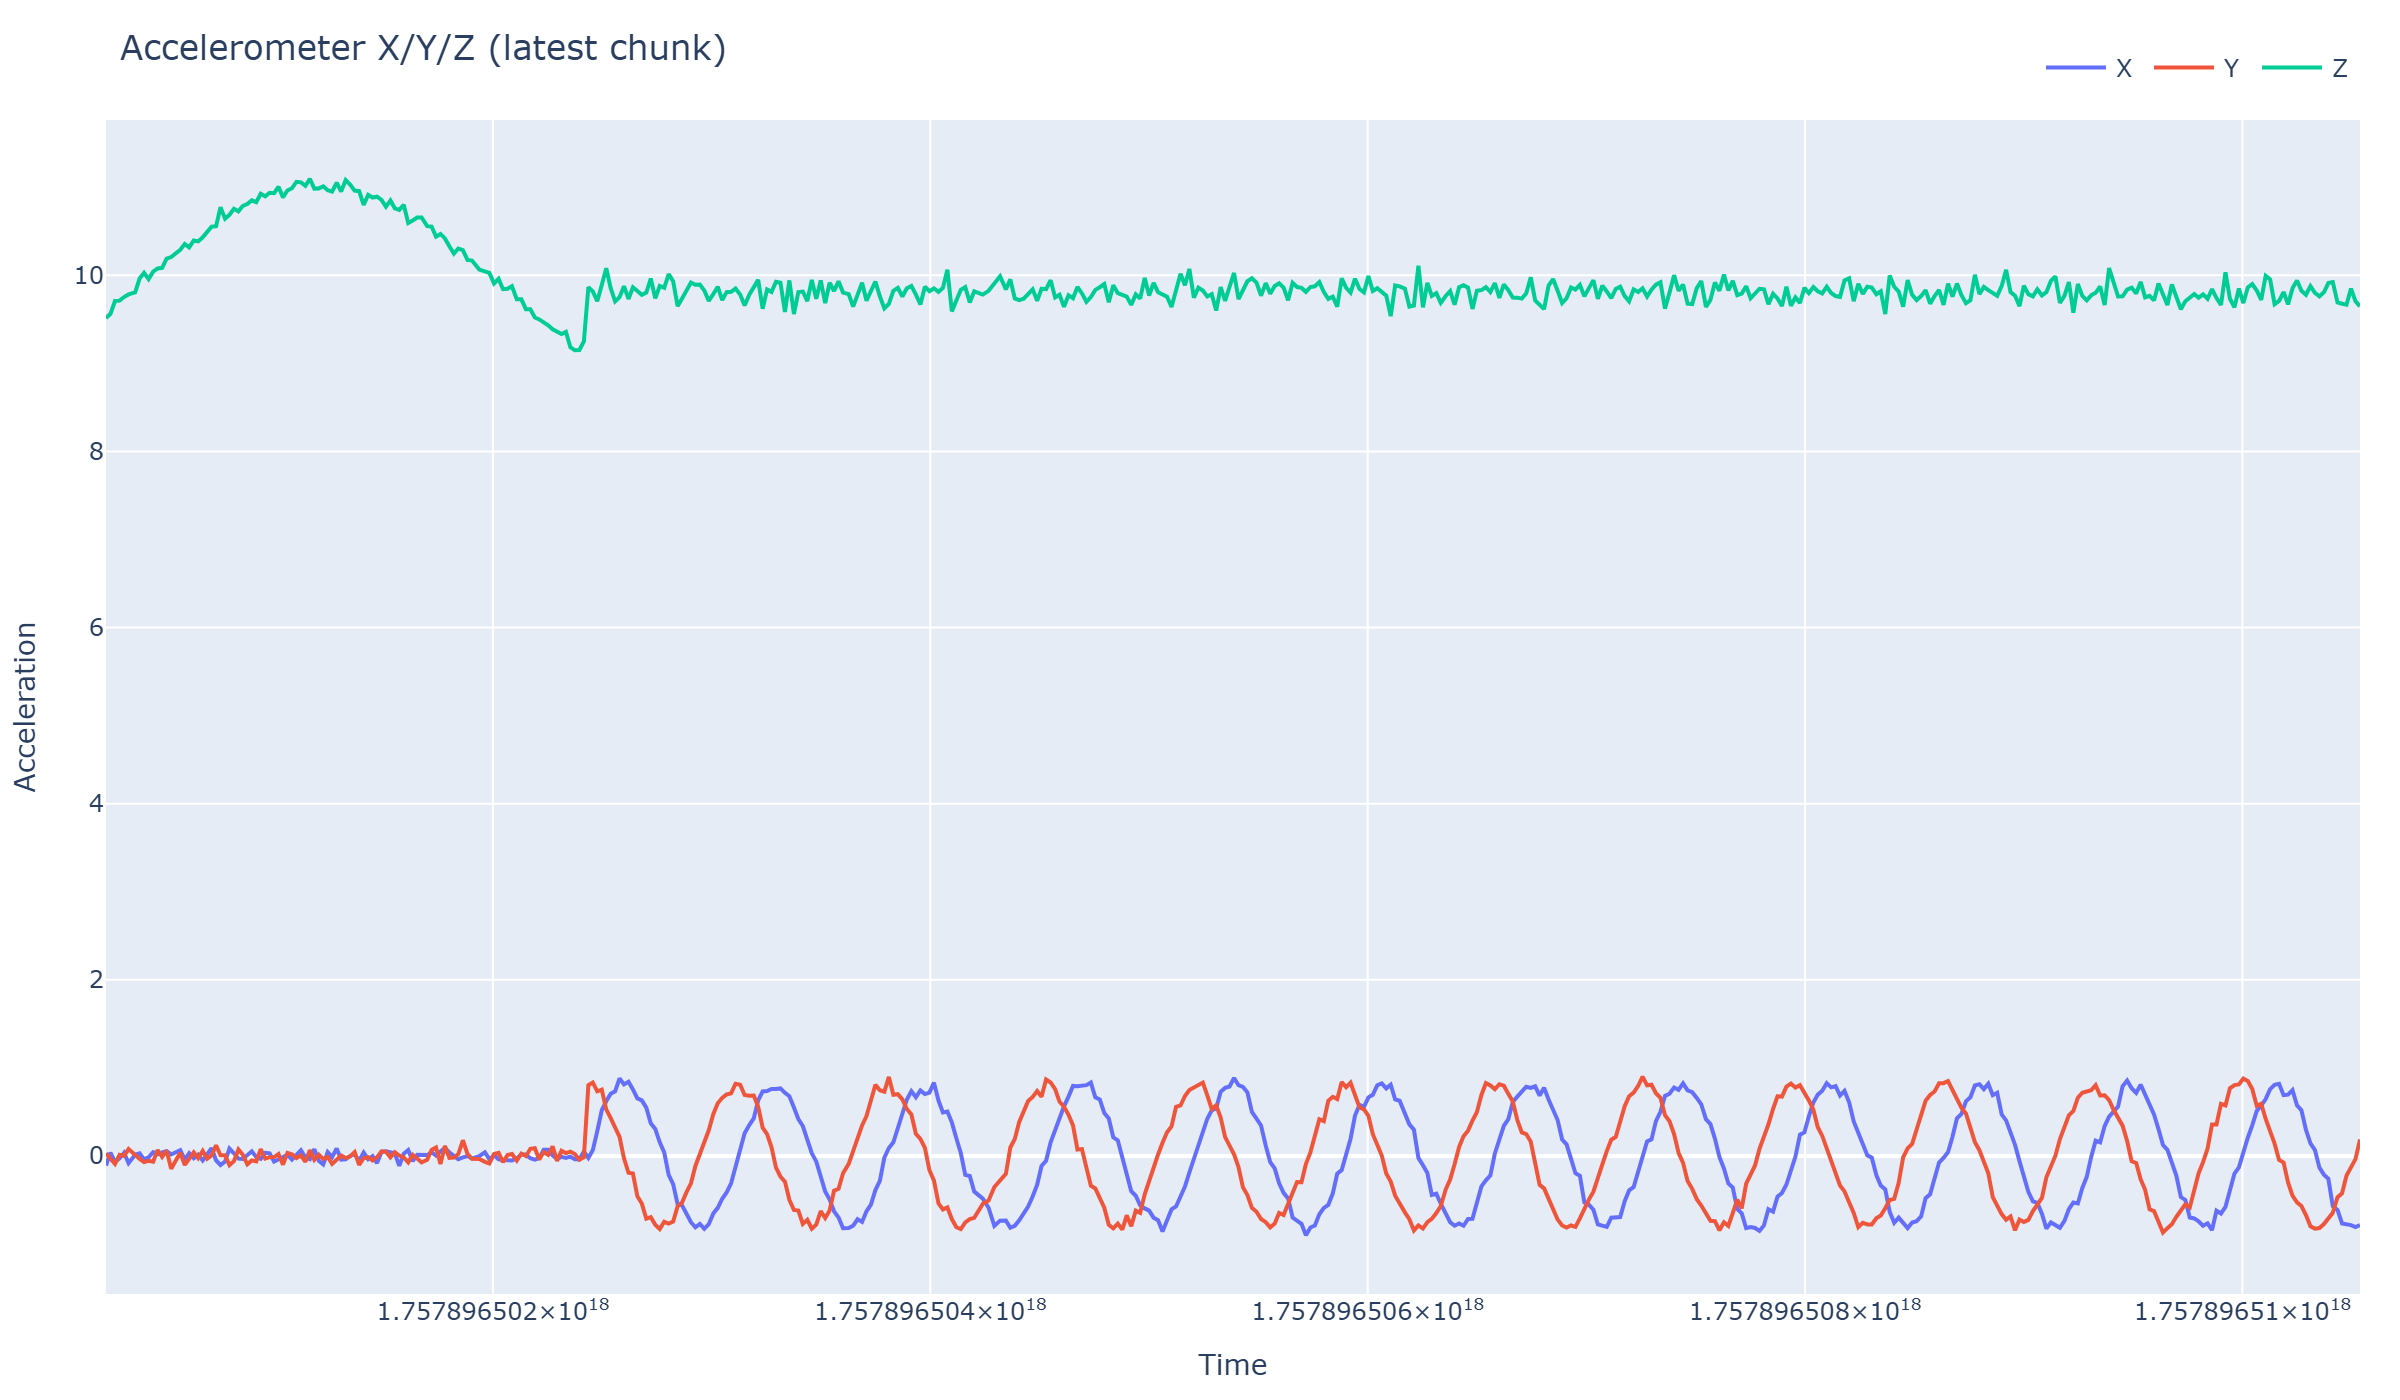 Accelerometer X/Y/Z (latest chunk)
X Y Z
10
8
6
4
2
0
Acceleration
1.757896502×10¹⁸ 1.757896504×10¹⁸ 1.757896506×10¹⁸ 1.757896508×10¹⁸ 1.75789651×10¹⁸
Time